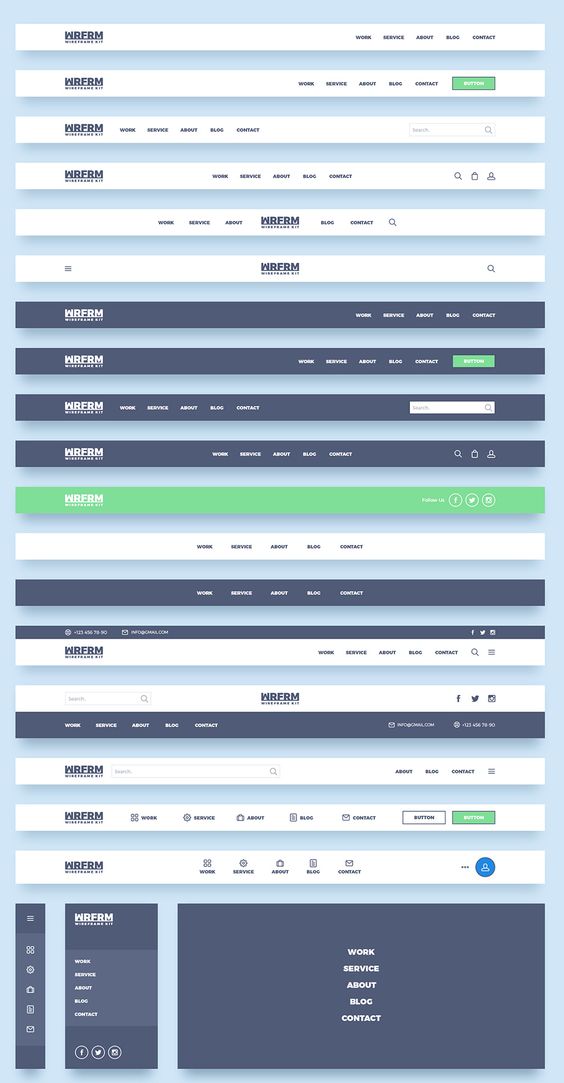 WRFRM WORK SERVICE ABOUT BLOG CONTACT
WIREFRAME KIT
WRFRM WORK SERVICE ABOUT BLOG CONTACT BUTTON
WIREFRAME KIT
WRFRM WORK SERVICE ABOUT BLOG CONTACT Search..
WIREFRAME KIT
WRFRM WORK SERVICE ABOUT BLOG CONTACT
WIREFRAME KIT
WORK SERVICE ABOUT WRFRM BLOG CONTACT
WIREFRAME KIT
WRFRM
WIREFRAME KIT
WRFRM WORK SERVICE ABOUT BLOG CONTACT
WIREFRAME KIT
WRFRM WORK SERVICE ABOUT BLOG CONTACT BUTTON
WIREFRAME KIT
WRFRM WORK SERVICE ABOUT BLOG CONTACT Search..
WIREFRAME KIT
WRFRM WORK SERVICE ABOUT BLOG CONTACT
WIREFRAME KIT
WRFRM Follow Us
WIREFRAME KIT
WORK SERVICE ABOUT BLOG CONTACT
WORK SERVICE ABOUT BLOG CONTACT
+123 456 78-90 INFO@GMAIL.COM
WRFRM WORK SERVICE ABOUT BLOG CONTACT
WIREFRAME KIT
Search.. WRFRM
WIREFRAME KIT
WORK SERVICE ABOUT BLOG CONTACT INFO@GMAIL.COM +123 456 78-90
WRFRM Search.. ABOUT BLOG CONTACT
WIREFRAME KIT
WRFRM WORK SERVICE ABOUT BLOG CONTACT BUTTON BUTTON
WIREFRAME KIT
WRFRM WORK SERVICE ABOUT BLOG CONTACT
WIREFRAME KIT
WRFRM
WIREFRAME KIT
WORK
SERVICE
ABOUT
BLOG
CONTACT
WORK
SERVICE
ABOUT
BLOG
CONTACT